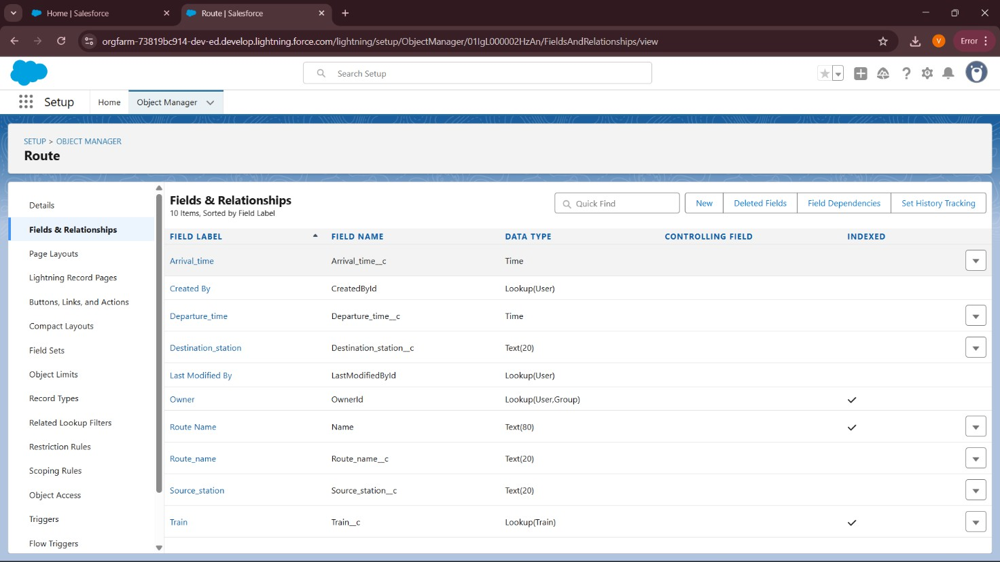 Home | Salesforce
Route | Salesforce
orgfarm-73819bc914-dev-ed.develop.lightning.force.com/lightning/setup/ObjectManager/01IgL000002HzAn/FieldsAndRelationships/view
V
Error
Search Setup
Setup
Home
Object Manager
SETUP > OBJECT MANAGER
Route
Details
Fields & Relationships
Page Layouts
Lightning Record Pages
Buttons, Links, and Actions
Compact Layouts
Field Sets
Object Limits
Record Types
Related Lookup Filters
Restriction Rules
Scoping Rules
Object Access
Triggers
Flow Triggers
Fields & Relationships
10 Items, Sorted by Field Label
Quick Find
New
Deleted Fields
Field Dependencies
Set History Tracking
FIELD LABEL FIELD NAME DATA TYPE CONTROLLING FIELD INDEXED
Arrival_time Arrival_time__c Time
Created By CreatedById Lookup(User)
Departure_time Departure_time__c Time
Destination_station Destination_station__c Text(20)
Last Modified By LastModifiedById Lookup(User)
Owner OwnerId Lookup(User,Group)
Route Name Name Text(80)
Route_name Route_name__c Text(20)
Source_station Source_station__c Text(20)
Train Train__c Lookup(Train)